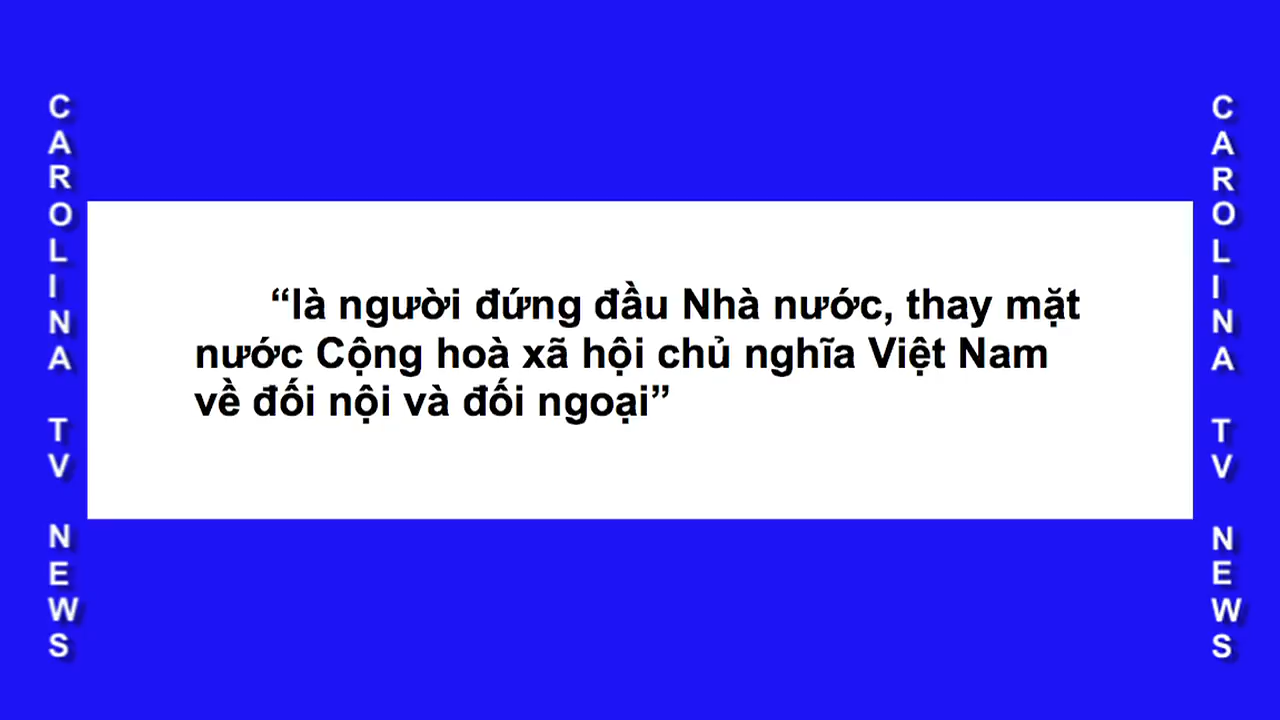 CAROLINA TV NEWS
“là người đứng đầu Nhà nước, thay mặt
nước Cộng hoà xã hội chủ nghĩa Việt Nam
về đối nội và đối ngoại”
CAROLINA TV NEWS